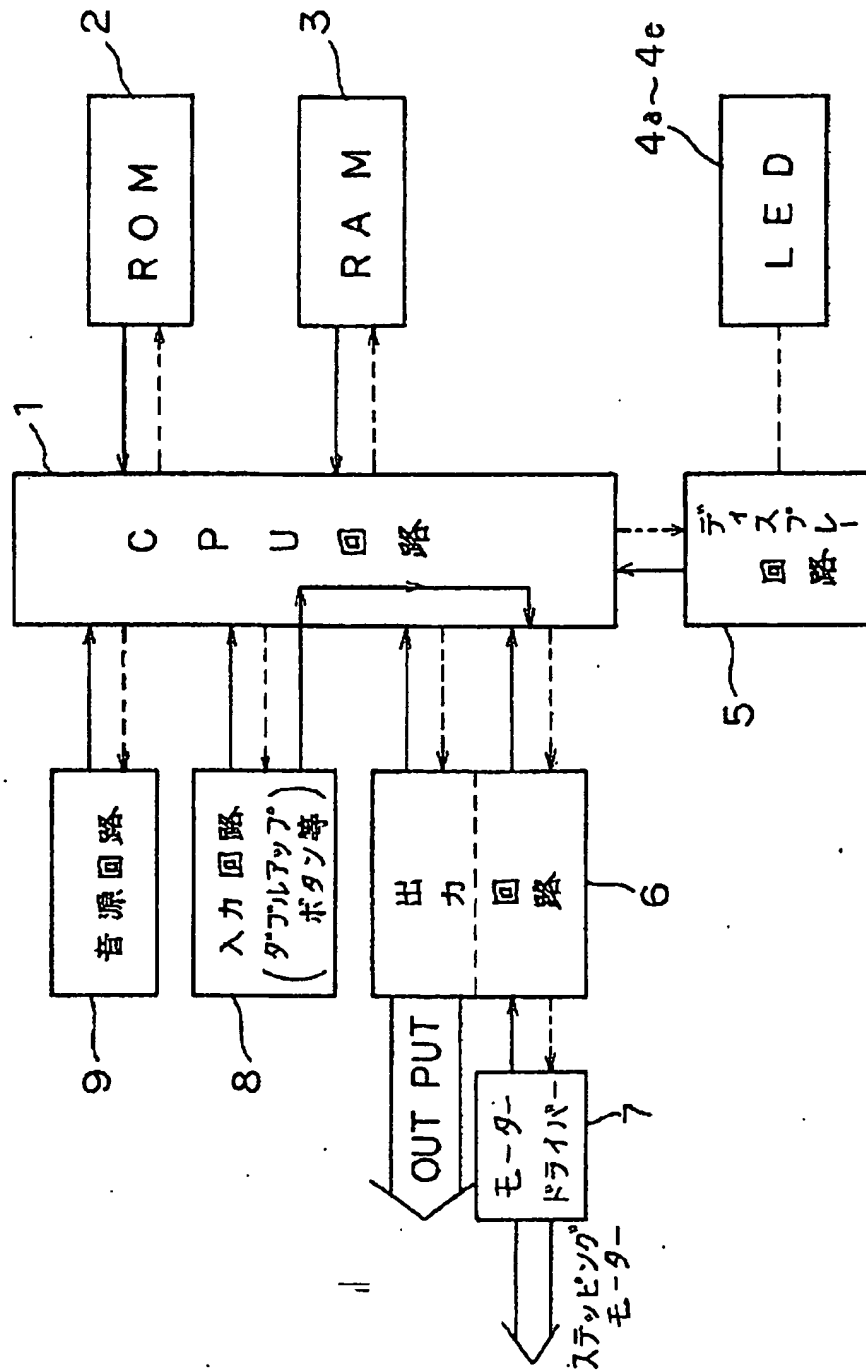 2
ROM
3
RAM
4a～4e
LED
1
CPU回路
ディスプレー
回路
5
音源回路
9
入力回路
(ダブルアップ
ボタン等)
8
出力
回路
6
OUT PUT
モーター
ドライバー
7
ステッピング
モーター